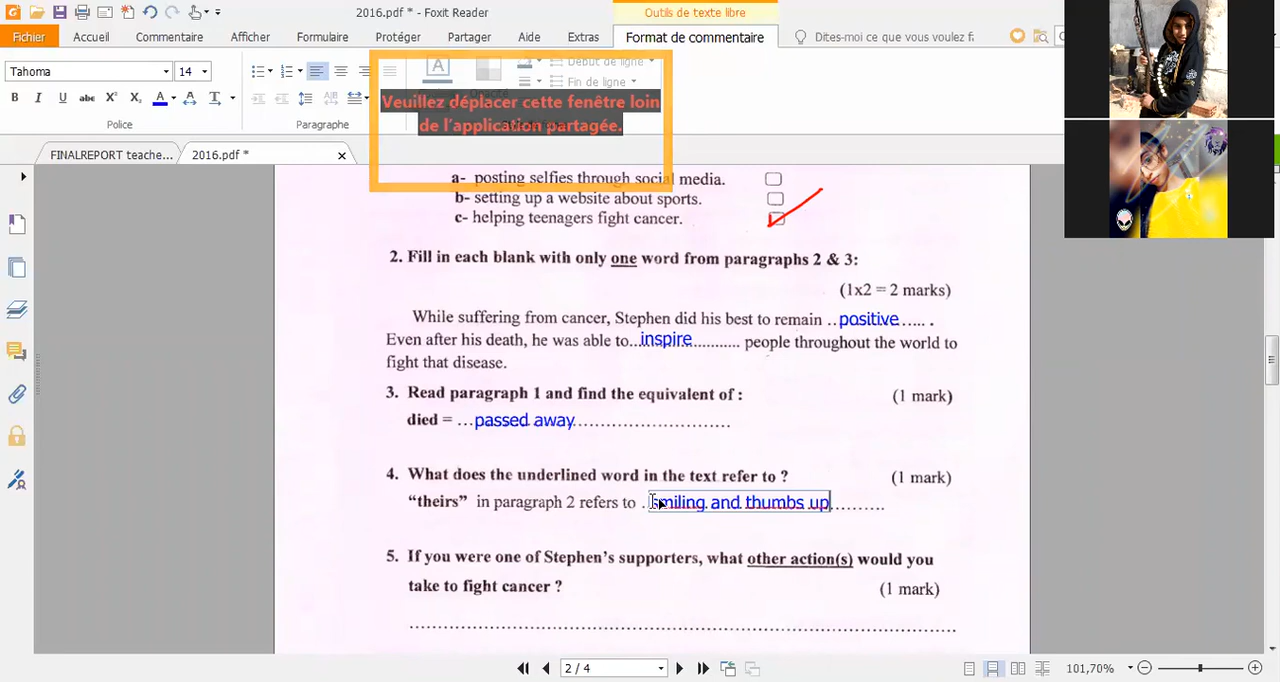 2016.pdf * - Foxit Reader
Outils de texte libre
Fichier
Accueil
Commentaire
Afficher
Formulaire
Protéger
Partager
Aide
Extras
Format de commentaire
Dites-moi ce que vous voulez fa
Tahoma
14
Début de ligne
Fin de ligne
Police
Paragraphe
Veuillez déplacer cette fenêtre loin
de l'application partagée.
FINALREPORT teache...
2016.pdf *
a- posting selfies through social media.
b- setting up a website about sports.
c- helping teenagers fight cancer.
2. Fill in each blank with only one word from paragraphs 2 & 3:
(1x2 = 2 marks)
While suffering from cancer, Stephen did his best to remain ..positive..... .
Even after his death, he was able to...inspire........... people throughout the world to
fight that disease.
3. Read paragraph 1 and find the equivalent of : (1 mark)
died = ...passed away..................................
4. What does the underlined word in the text refer to ? (1 mark)
“theirs” in paragraph 2 refers to . smiling and thumbs up..........
5. If you were one of Stephen’s supporters, what other action(s) would you
take to fight cancer ? (1 mark)
......................................................................................................
2 / 4
101,70%